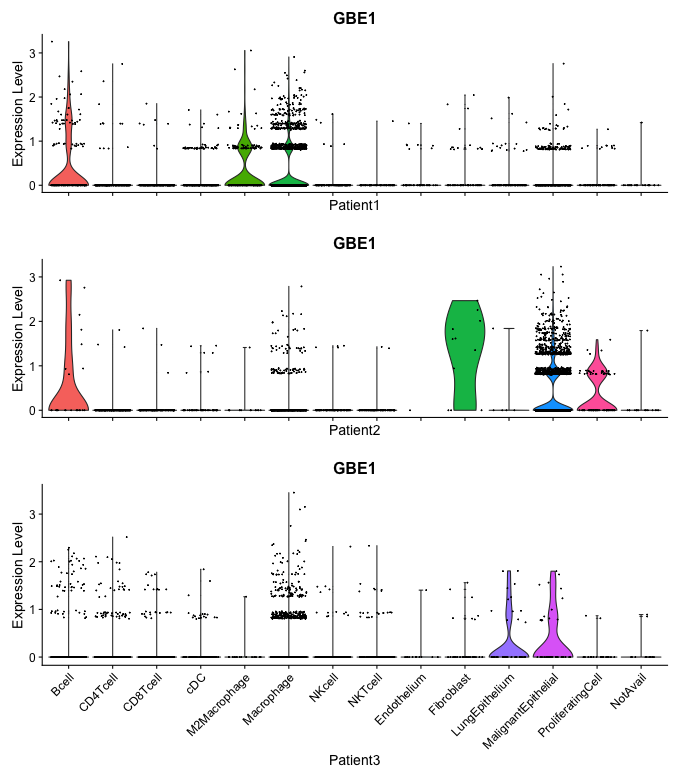 GBE1
Expression Level
3
2
1
0
Patient1
GBE1
Expression Level
3
2
1
0
Patient2
GBE1
Expression Level
3
2
1
0
Bcell
CD4Tcell
CD8Tcell
cDC
M2Macrophage
Macrophage
NKcell
NKTcell
Endothelium
Fibroblast
LungEpithelium
MalignantEpithelial
ProliferatingCell
NotAvail
Patient3